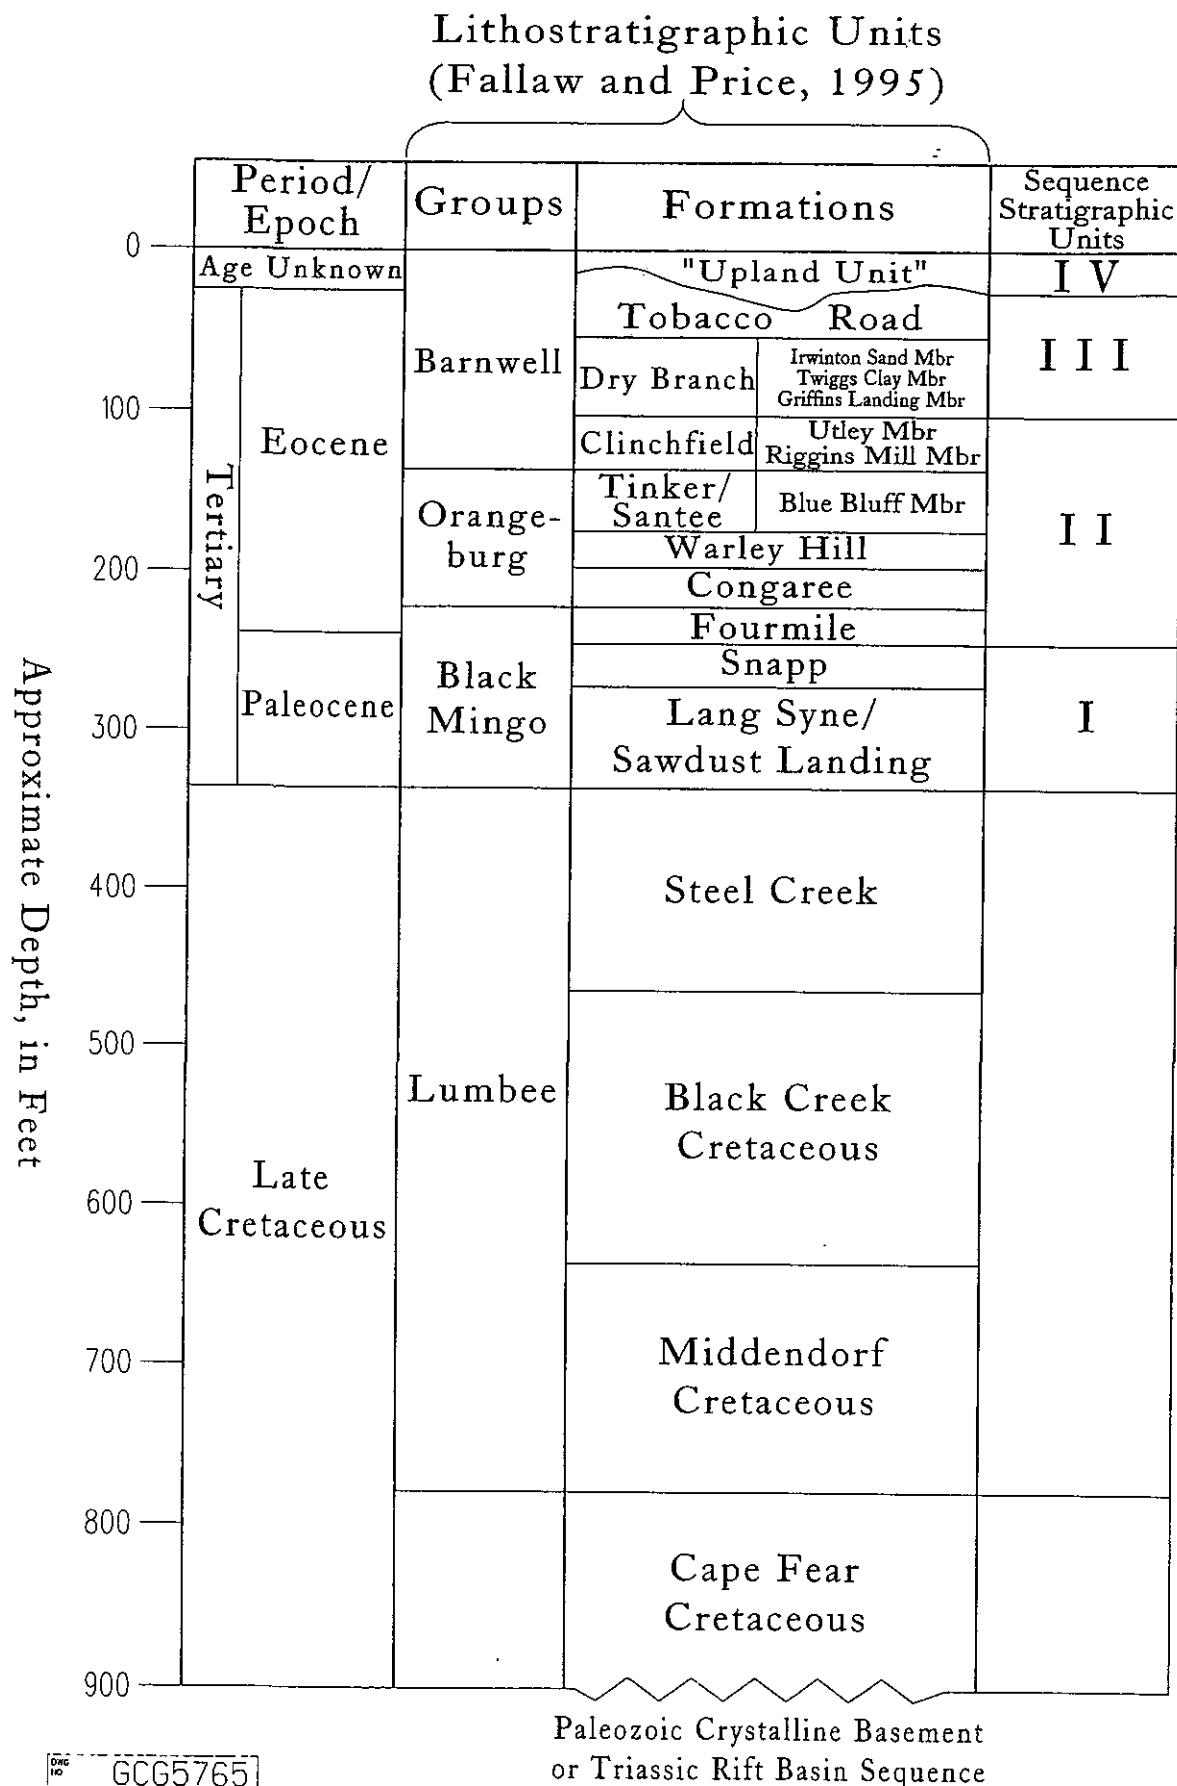 Lithostratigraphic Units
(Fallaw and Price, 1995)
Period/
Epoch
Groups
Formations
Sequence
Stratigraphic
Units
0
Age Unknown
"Upland Unit"
I V
Tobacco Road
Barnwell
Dry Branch
Irwinton Sand Mbr
Twiggs Clay Mbr
Griffins Landing Mbr
I I I
100
Eocene
Clinchfield
Utley Mbr
Riggins Mill Mbr
Tertiary
Orange-
burg
Tinker/
Santee
Blue Bluff Mbr
I I
Warley Hill
200
Congaree
Fourmile
Black
Mingo
Snapp
Paleocene
300
Lang Syne/
Sawdust Landing
I
Approximate Depth, in Feet
400
Steel Creek
500
Lumbee
Black Creek
Cretaceous
Late
Cretaceous
600
Middendorf
Cretaceous
700
800
Cape Fear
Cretaceous
900
Paleozoic Crystalline Basement
or Triassic Rift Basin Sequence
DWG
NO
GCG5765